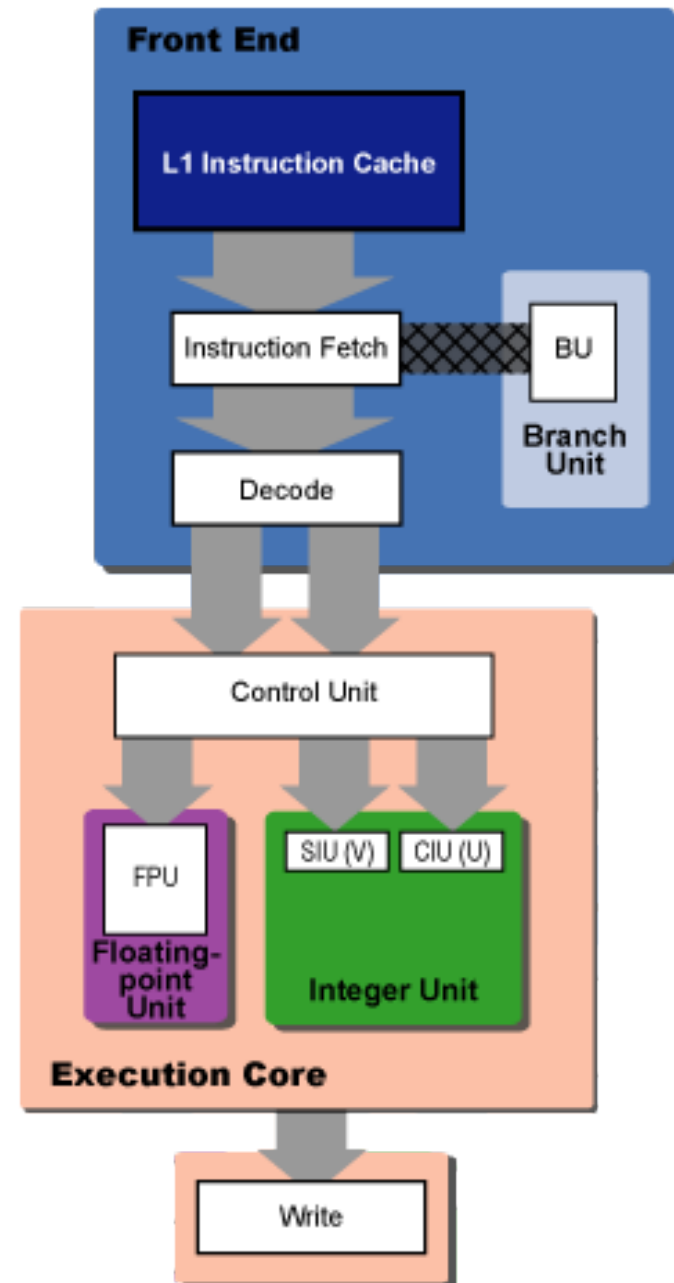 Front End
L1 Instruction Cache
Instruction Fetch
BU
Branch
Unit
Decode
Control Unit
FPU
Floating-
point
Unit
SIU (V)
CIU (U)
Integer Unit
Execution Core
Write